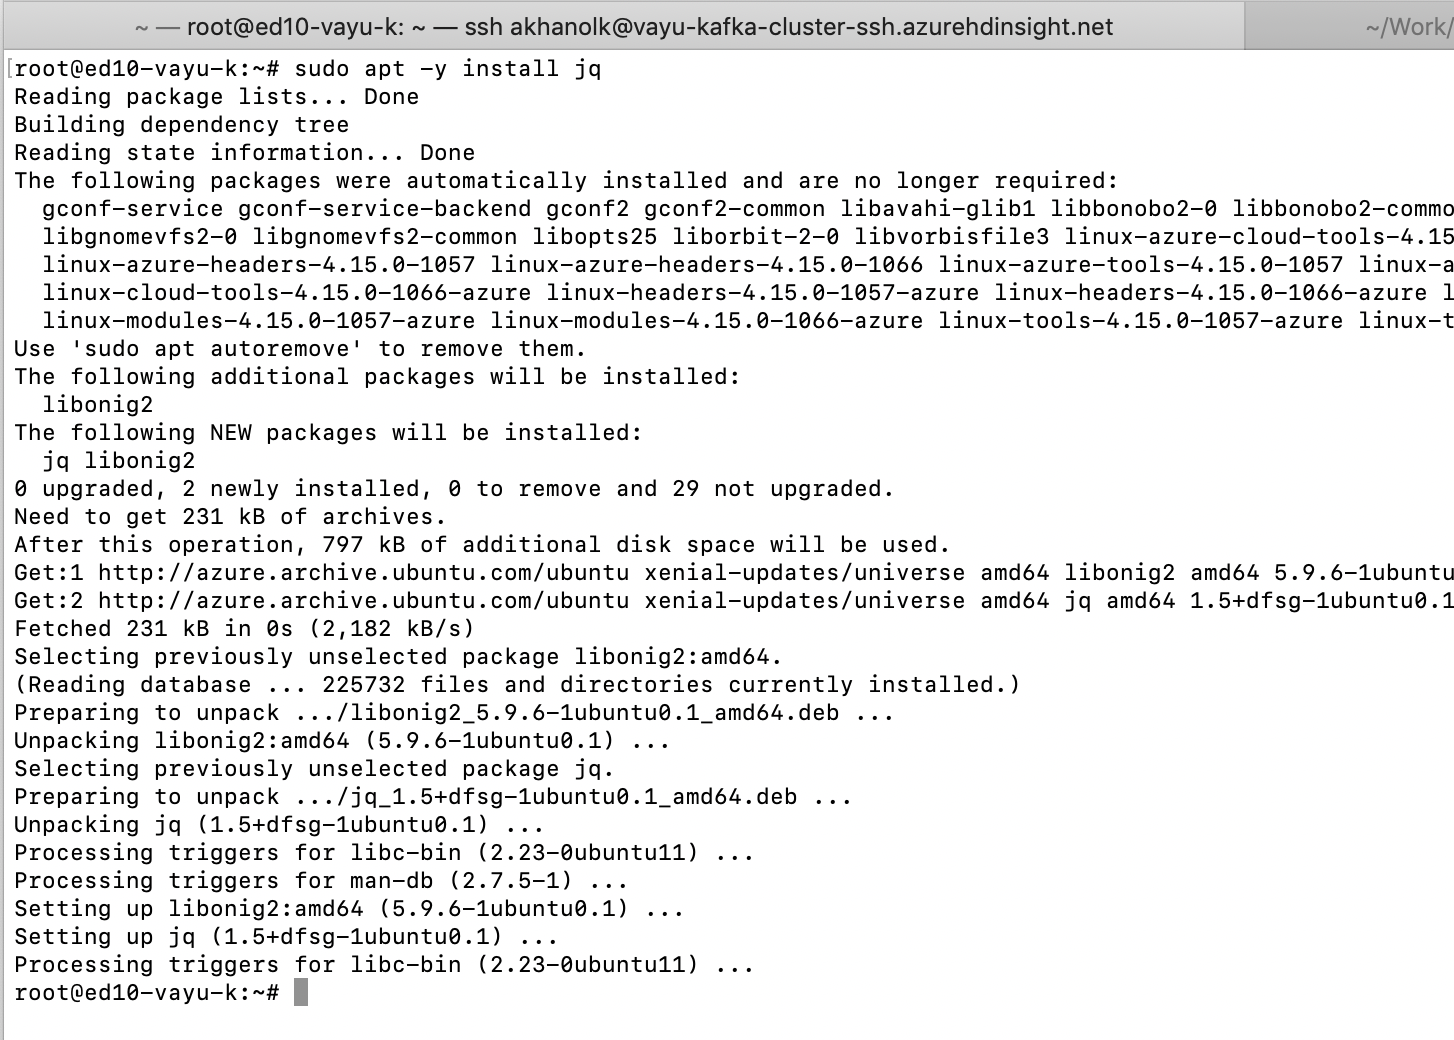 ~ — root@ed10-vayu-k: ~ — ssh akhanolk@vayu-kafka-cluster-ssh.azurehdinsight.net ~/Work/
[root@ed10-vayu-k:~# sudo apt -y install jq
Reading package lists... Done
Building dependency tree
Reading state information... Done
The following packages were automatically installed and are no longer required:
  gconf-service gconf-service-backend gconf2 gconf2-common libavahi-glib1 libbonobo2-0 libbonobo2-commo
  libgnomevfs2-0 libgnomevfs2-common libopts25 liborbit-2-0 libvorbisfile3 linux-azure-cloud-tools-4.15
  linux-azure-headers-4.15.0-1057 linux-azure-headers-4.15.0-1066 linux-azure-tools-4.15.0-1057 linux-a
  linux-cloud-tools-4.15.0-1066-azure linux-headers-4.15.0-1057-azure linux-headers-4.15.0-1066-azure l
  linux-modules-4.15.0-1057-azure linux-modules-4.15.0-1066-azure linux-tools-4.15.0-1057-azure linux-t
Use 'sudo apt autoremove' to remove them.
The following additional packages will be installed:
  libonig2
The following NEW packages will be installed:
  jq libonig2
0 upgraded, 2 newly installed, 0 to remove and 29 not upgraded.
Need to get 231 kB of archives.
After this operation, 797 kB of additional disk space will be used.
Get:1 http://azure.archive.ubuntu.com/ubuntu xenial-updates/universe amd64 libonig2 amd64 5.9.6-1ubuntu
Get:2 http://azure.archive.ubuntu.com/ubuntu xenial-updates/universe amd64 jq amd64 1.5+dfsg-1ubuntu0.1
Fetched 231 kB in 0s (2,182 kB/s)
Selecting previously unselected package libonig2:amd64.
(Reading database ... 225732 files and directories currently installed.)
Preparing to unpack .../libonig2_5.9.6-1ubuntu0.1_amd64.deb ...
Unpacking libonig2:amd64 (5.9.6-1ubuntu0.1) ...
Selecting previously unselected package jq.
Preparing to unpack .../jq_1.5+dfsg-1ubuntu0.1_amd64.deb ...
Unpacking jq (1.5+dfsg-1ubuntu0.1) ...
Processing triggers for libc-bin (2.23-0ubuntu11) ...
Processing triggers for man-db (2.7.5-1) ...
Setting up libonig2:amd64 (5.9.6-1ubuntu0.1) ...
Setting up jq (1.5+dfsg-1ubuntu0.1) ...
Processing triggers for libc-bin (2.23-0ubuntu11) ...
root@ed10-vayu-k:~#